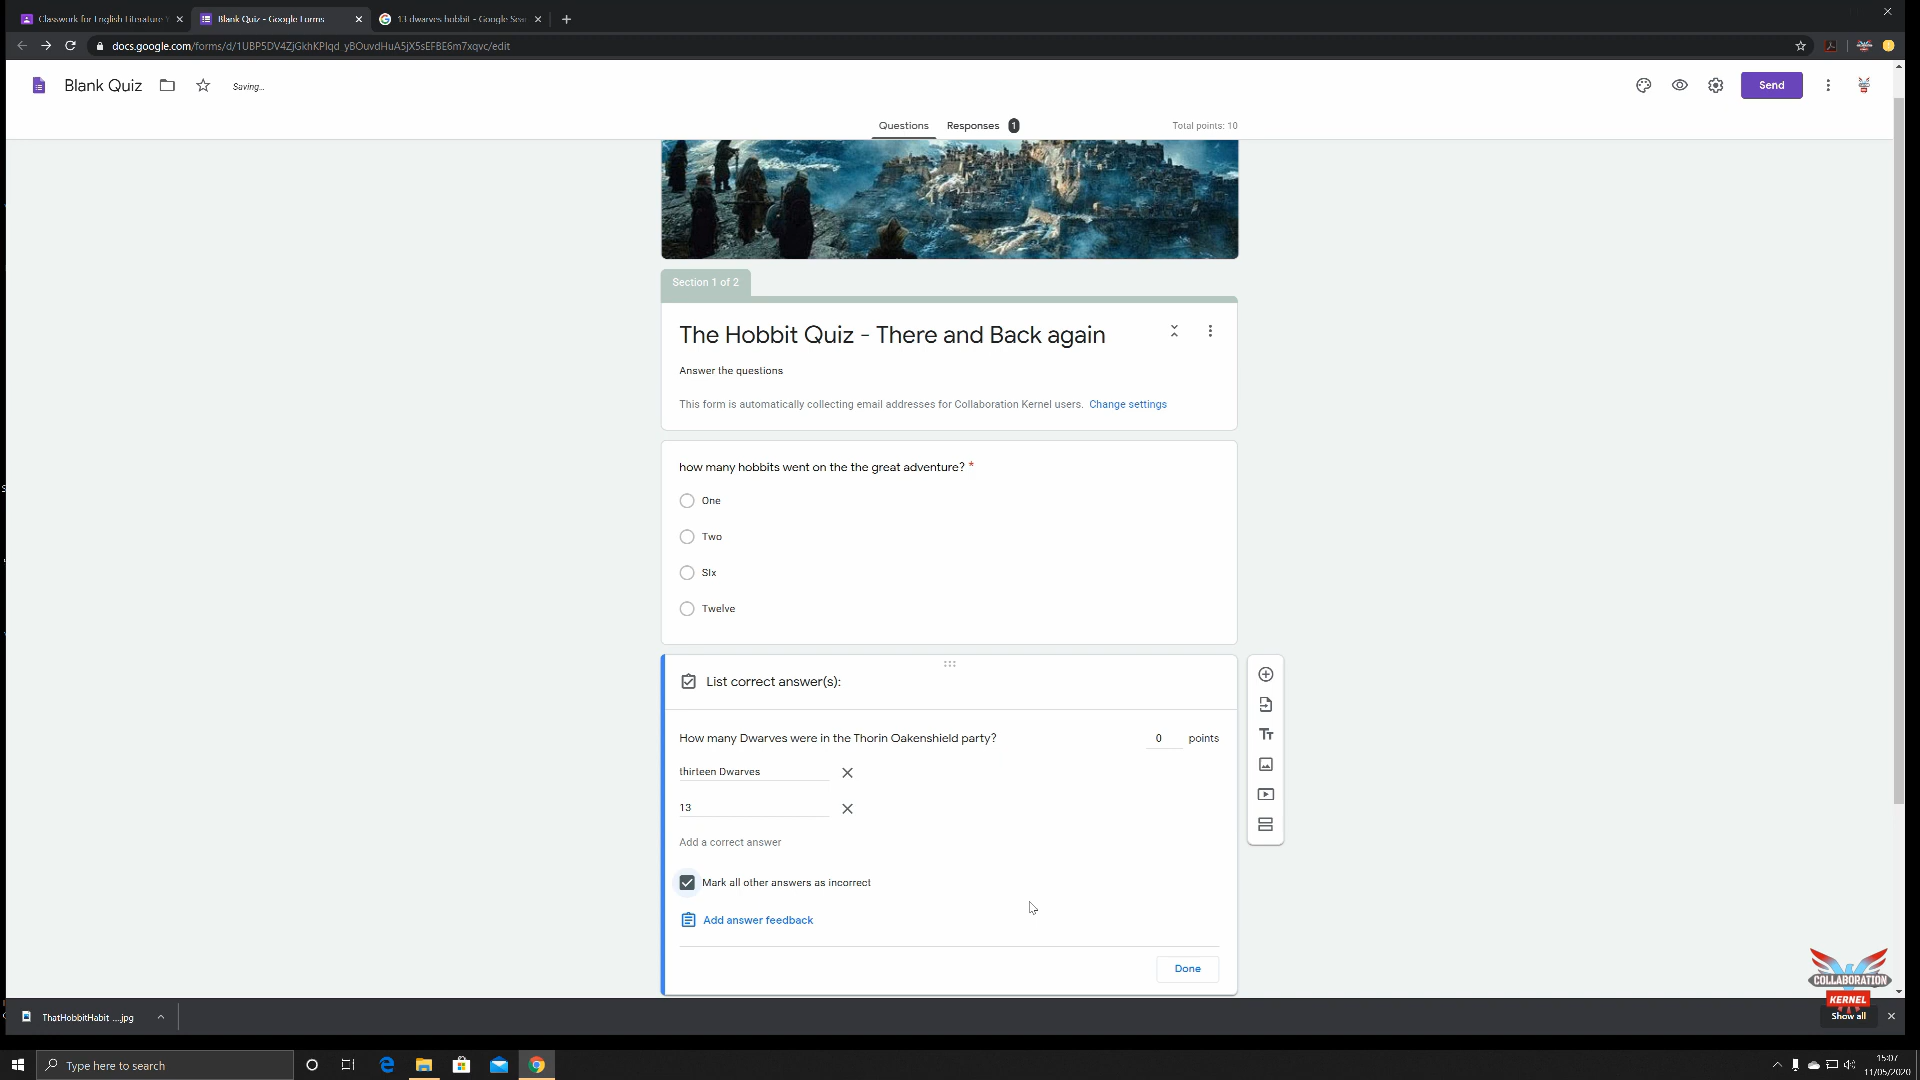 Classwork for English Literature
Blank Quiz - Google Forms
13 dwarves hobbit - Google Sea
docs.google.com/forms/d/1UBP5DV4ZjGkhKPlqd_yBOuvdHuA5jX5sEFBE6m7xqvc/edit
Blank Quiz
Saving...
Send
Questions
Responses 1
Total points: 10
Section 1 of 2
The Hobbit Quiz - There and Back again
Answer the questions
This form is automatically collecting email addresses for Collaboration Kernel users. Change settings
how many hobbits went on the the great adventure? *
One
Two
SIx
Twelve
List correct answer(s):
How many Dwarves were in the Thorin Oakenshield party?
0 points
thirteen Dwarves
13
Add a correct answer
Mark all other answers as incorrect
Add answer feedback
Done
COLLABORATION
KERNEL
ThatHobbitHabit ....jpg
Show all
Type here to search
15:07
11/05/2020